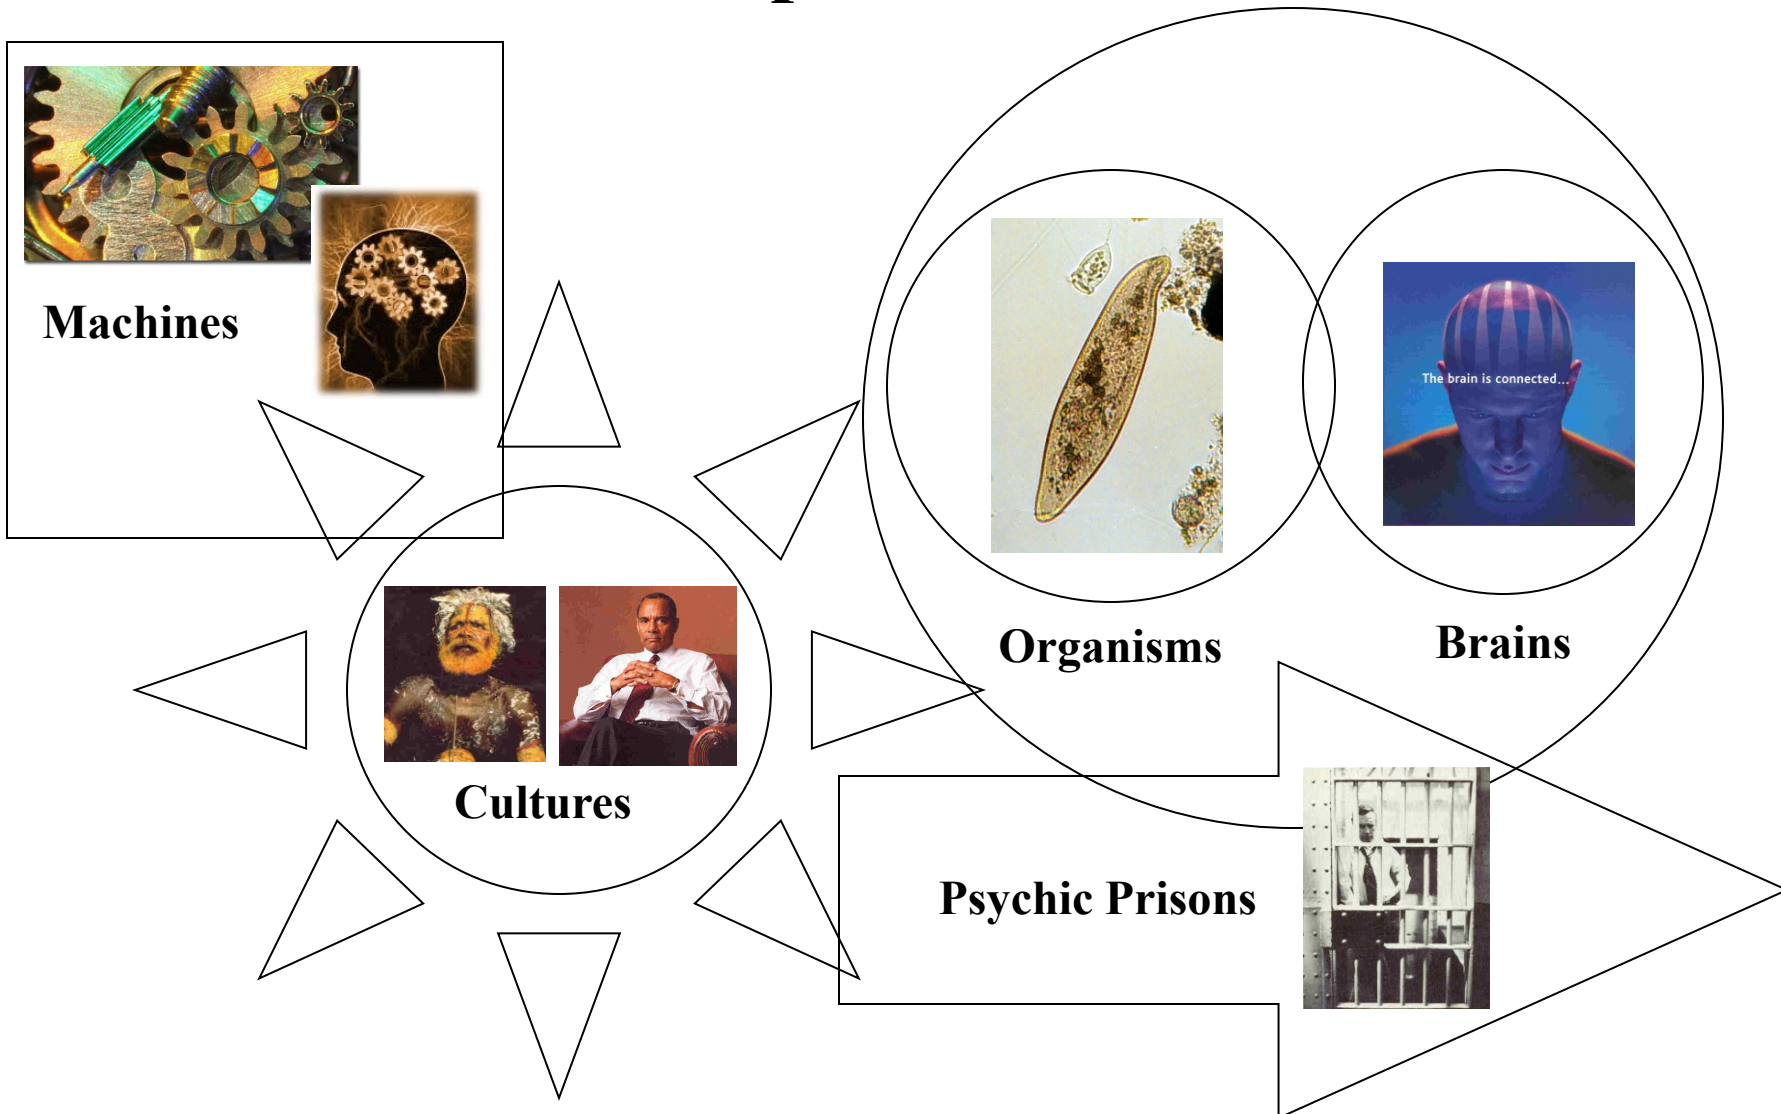 Machines
The brain is connected...
Organisms
Brains
Cultures
Psychic Prisons